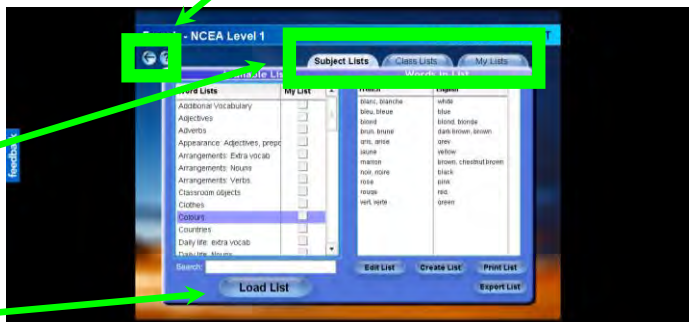 - NCEA Level 1
Subject Lists Class Lists My Lists
Words in List
Word Lists My List
English
Additional Vocabulary
Adjectives
Adverbs
Appearance: Adjectives, prepc
Arrangements: Extra vocab
Arrangements: Nouns
Arrangements: Verbs
Classroom objects
Clothes
Colours
Countries
Daily life: extra vocab
Daily life: Nouns
blanc, blanche white
bleu, bleue blue
blond blond, blonde
brun, brune dark brown, brown
gris, grise grey
jaune yellow
marron brown, chestnut brown
noir, noire black
rose pink
rouge red
vert, verte green
Search:
Load List
Edit List Create List Print List
Export List
feedback